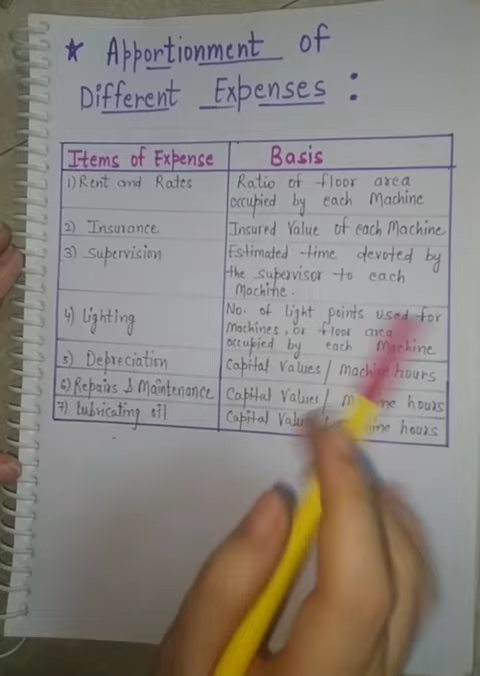 ★ Apportionment of
Different Expenses :
Items of Expense Basis
1) Rent and Rates Ratio of floor area
occupied by each Machine
2) Insurance Insured Value of each Machine
3) Supervision Estimated time devoted by
the supervisor to each
Machine.
4) Lighting No. of Light points used for
Machines, or floor area
occupied by each Machine
5) Depreciation Capital Values / Machine hours
6) Repairs & Maintenance Capital Values / hours
7) Lubricating oil Capital hours